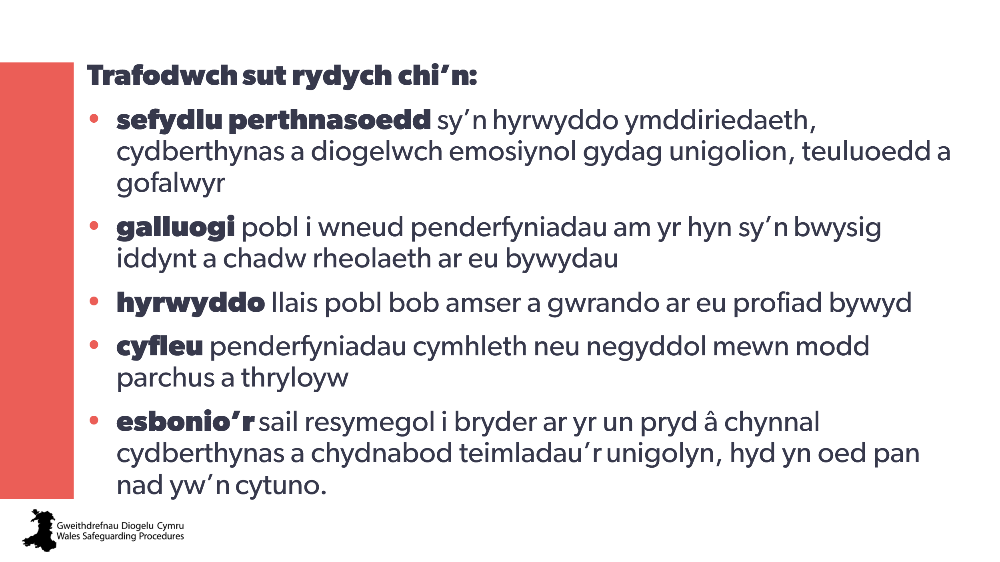 Trafodwch sut rydych chi’n:
• sefydlu perthnasoedd sy’n hyrwyddo ymddiriedaeth,
cydberthynas a diogelwch emosiynol gydag unigolion, teuluoedd a
gofalwyr
• galluogi pobl i wneud penderfyniadau am yr hyn sy’n bwysig
iddynt a chadw rheolaeth ar eu bywydau
• hyrwyddo llais pobl bob amser a gwrando ar eu profiad bywyd
• cyfleu penderfyniadau cymhleth neu negyddol mewn modd
parchus a thryloyw
• esbonio’r sail resymegol i bryder ar yr un pryd â chynnal
cydberthynas a chydnabod teimladau’r unigolyn, hyd yn oed pan
nad yw’n cytuno.
Gweithdrefnau Diogelu Cymru
Wales Safeguarding Procedures